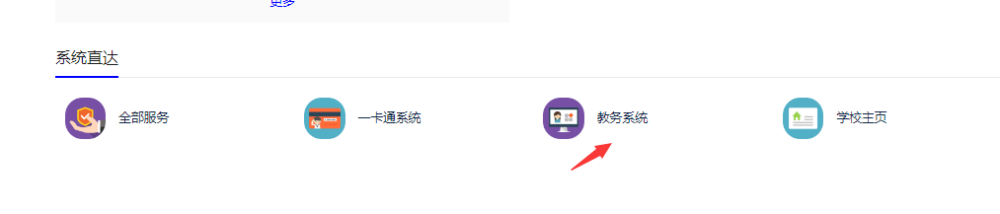 更多
系统直达
全部服务
一卡通系统
教务系统
学校主页